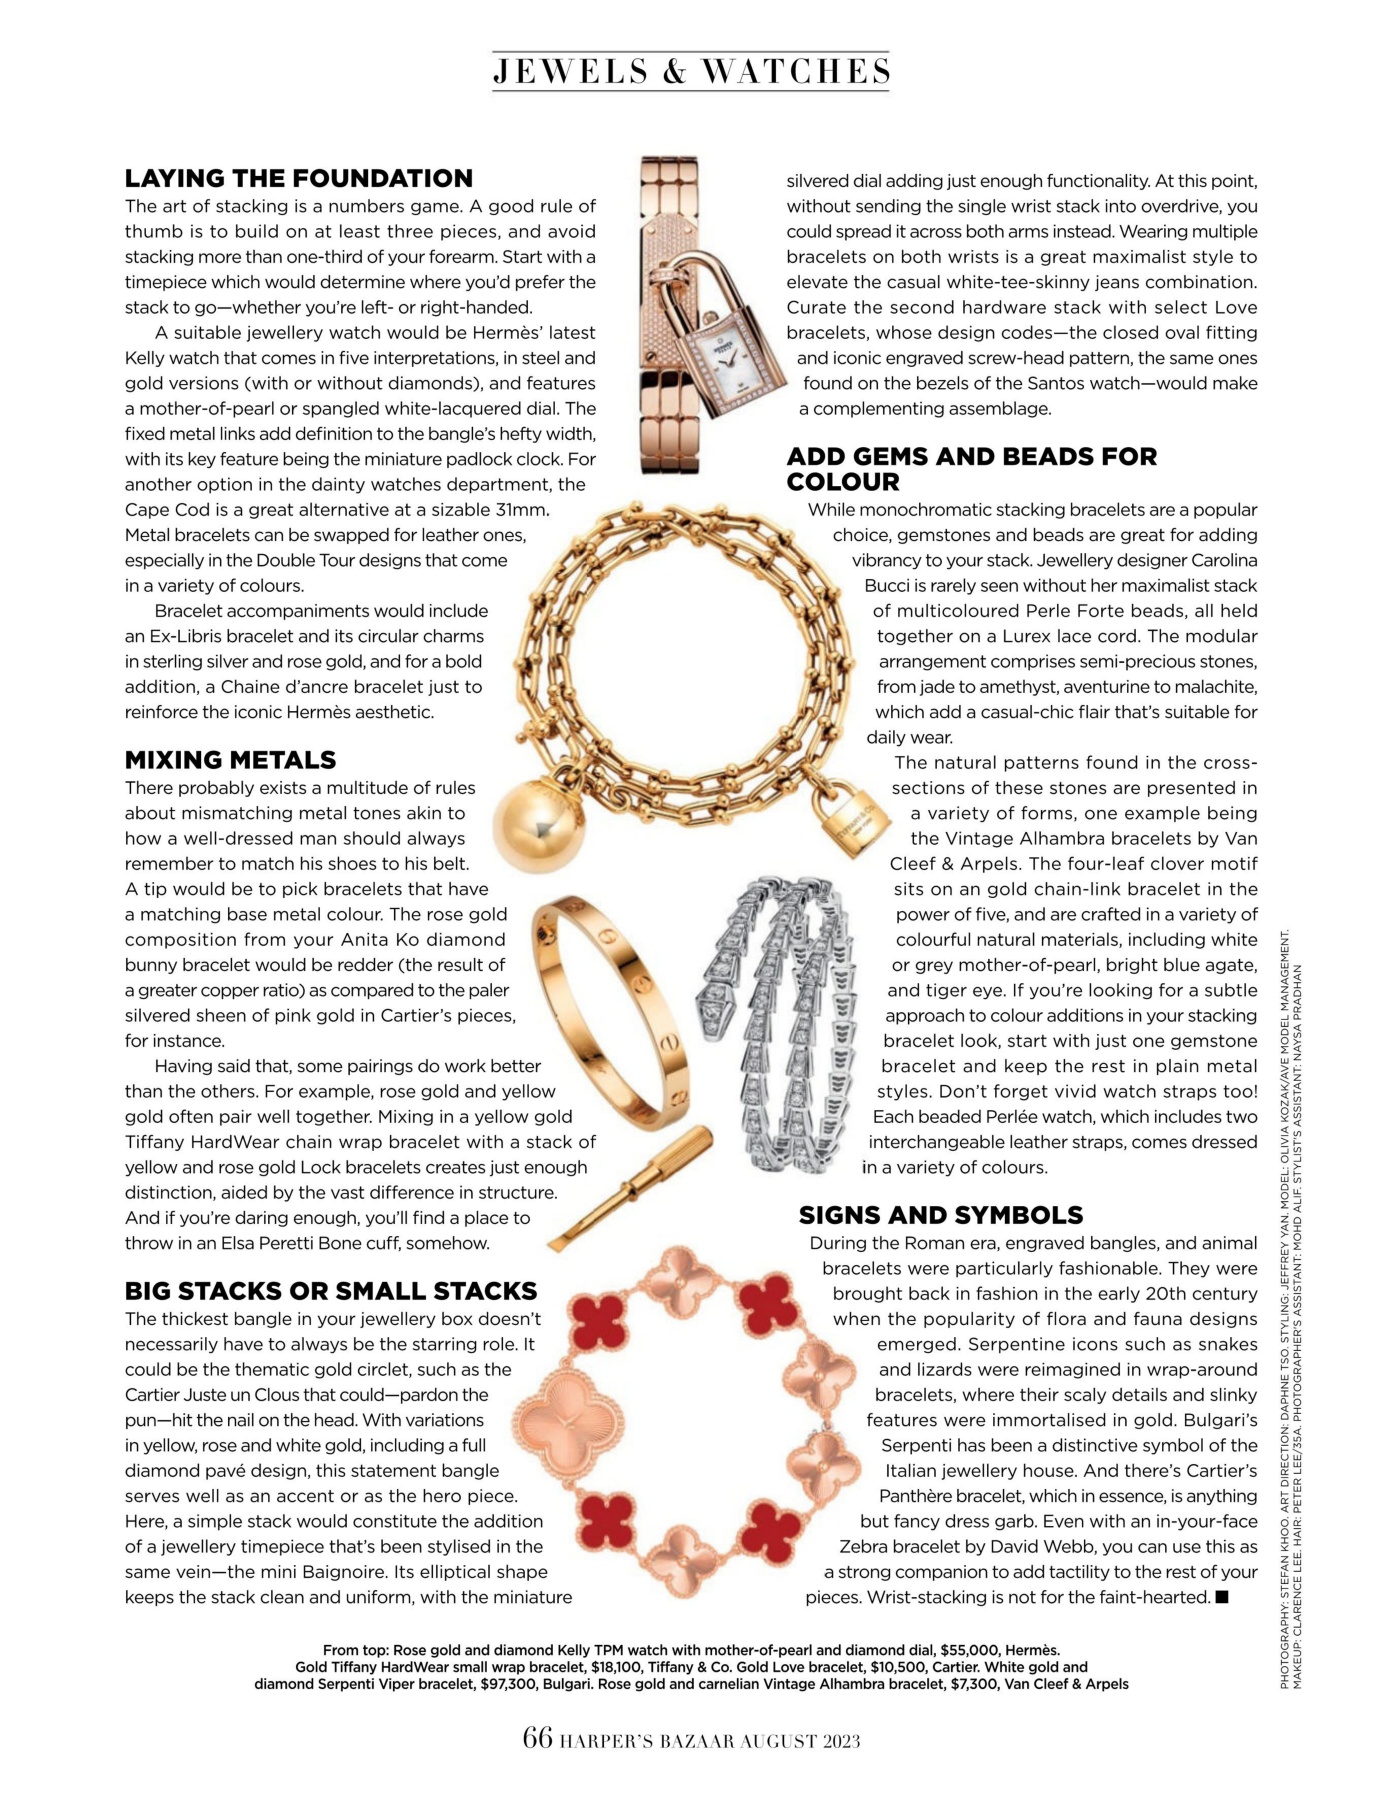 JEWELS & WATCHES
LAYING THE FOUNDATION
The art of stacking is a numbers game. A good rule of
thumb is to build on at least three pieces, and avoid
stacking more than one-third of your forearm. Start with a
timepiece which would determine where you’d prefer the
stack to go—whether you’re left- or right-handed.
A suitable jewellery watch would be Hermès’ latest
Kelly watch that comes in five interpretations, in steel and
gold versions (with or without diamonds), and features
a mother-of-pearl or spangled white-lacquered dial. The
fixed metal links add definition to the bangle’s hefty width,
with its key feature being the miniature padlock clock. For
another option in the dainty watches department, the
Cape Cod is a great alternative at a sizable 31mm.
Metal bracelets can be swapped for leather ones,
especially in the Double Tour designs that come
in a variety of colours.
Bracelet accompaniments would include
an Ex-Libris bracelet and its circular charms
in sterling silver and rose gold, and for a bold
addition, a Chaine d’ancre bracelet just to
reinforce the iconic Hermès aesthetic.
MIXING METALS
There probably exists a multitude of rules
about mismatching metal tones akin to
how a well-dressed man should always
remember to match his shoes to his belt.
A tip would be to pick bracelets that have
a matching base metal colour. The rose gold
composition from your Anita Ko diamond
bunny bracelet would be redder (the result of
a greater copper ratio) as compared to the paler
silvered sheen of pink gold in Cartier’s pieces,
for instance.
Having said that, some pairings do work better
than the others. For example, rose gold and yellow
gold often pair well together. Mixing in a yellow gold
Tiffany HardWear chain wrap bracelet with a stack of
yellow and rose gold Lock bracelets creates just enough
distinction, aided by the vast difference in structure.
And if you’re daring enough, you’ll find a place to
throw in an Elsa Peretti Bone cuff, somehow.
BIG STACKS OR SMALL STACKS
The thickest bangle in your jewellery box doesn’t
necessarily have to always be the starring role. It
could be the thematic gold circlet, such as the
Cartier Juste un Clous that could—pardon the
pun—hit the nail on the head. With variations
in yellow, rose and white gold, including a full
diamond pavé design, this statement bangle
serves well as an accent or as the hero piece.
Here, a simple stack would constitute the addition
of a jewellery timepiece that’s been stylised in the
same vein—the mini Baignoire. Its elliptical shape
keeps the stack clean and uniform, with the miniature
silvered dial adding just enough functionality. At this point,
without sending the single wrist stack into overdrive, you
could spread it across both arms instead. Wearing multiple
bracelets on both wrists is a great maximalist style to
elevate the casual white-tee-skinny jeans combination.
Curate the second hardware stack with select Love
bracelets, whose design codes—the closed oval fitting
and iconic engraved screw-head pattern, the same ones
found on the bezels of the Santos watch—would make
a complementing assemblage.
ADD GEMS AND BEADS FOR
COLOUR
While monochromatic stacking bracelets are a popular
choice, gemstones and beads are great for adding
vibrancy to your stack. Jewellery designer Carolina
Bucci is rarely seen without her maximalist stack
of multicoloured Perle Forte beads, all held
together on a Lurex lace cord. The modular
arrangement comprises semi-precious stones,
from jade to amethyst, aventurine to malachite,
which add a casual-chic flair that’s suitable for
daily wear.
The natural patterns found in the cross-
sections of these stones are presented in
a variety of forms, one example being
the Vintage Alhambra bracelets by Van
Cleef & Arpels. The four-leaf clover motif
sits on an gold chain-link bracelet in the
power of five, and are crafted in a variety of
colourful natural materials, including white
or grey mother-of-pearl, bright blue agate,
and tiger eye. If you’re looking for a subtle
approach to colour additions in your stacking
bracelet look, start with just one gemstone
bracelet and keep the rest in plain metal
styles. Don’t forget vivid watch straps too!
Each beaded Perlée watch, which includes two
interchangeable leather straps, comes dressed
in a variety of colours.
SIGNS AND SYMBOLS
During the Roman era, engraved bangles, and animal
bracelets were particularly fashionable. They were
brought back in fashion in the early 20th century
when the popularity of flora and fauna designs
emerged. Serpentine icons such as snakes
and lizards were reimagined in wrap-around
bracelets, where their scaly details and slinky
features were immortalised in gold. Bulgari’s
Serpenti has been a distinctive symbol of the
Italian jewellery house. And there’s Cartier’s
Panthère bracelet, which in essence, is anything
but fancy dress garb. Even with an in-your-face
Zebra bracelet by David Webb, you can use this as
a strong companion to add tactility to the rest of your
pieces. Wrist-stacking is not for the faint-hearted. ■
PHOTOGRAPHY: STEFAN KHOO. ART DIRECTION: DAPHNE TSO. STYLING: JEFFREY YAN. MODEL: OLIVIA KOZAK/AVE MODEL MANAGEMENT.
MAKEUP: CLARENCE LEE. HAIR: PETER LEE/35A. PHOTOGRAPHER’S ASSISTANT: MOHD ALIF. STYLIST’S ASSISTANT: NAYSA PRADHAN
From top: Rose gold and diamond Kelly TPM watch with mother-of-pearl and diamond dial, $55,000, Hermès.
Gold Tiffany HardWear small wrap bracelet, $18,100, Tiffany & Co. Gold Love bracelet, $10,500, Cartier. White gold and
diamond Serpenti Viper bracelet, $97,300, Bulgari. Rose gold and carnelian Vintage Alhambra bracelet, $7,300, Van Cleef & Arpels
66 HARPER’S BAZAAR AUGUST 2023